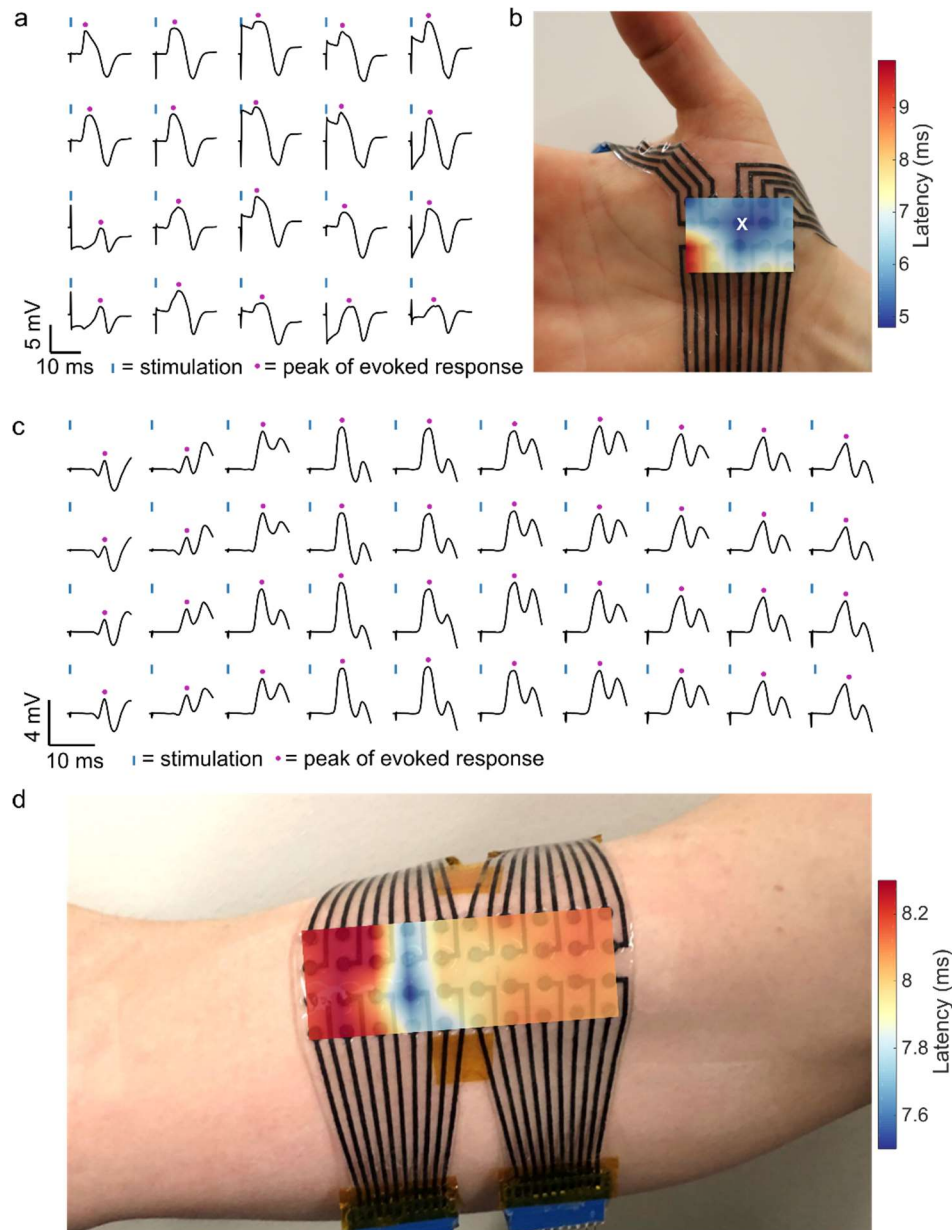 a
5 mV
10 ms
= stimulation
= peak of evoked response
b
X
9
8
7
6
5
Latency (ms)
c
4 mV
10 ms
= stimulation
= peak of evoked response
d
8.2
8
7.8
7.6
Latency (ms)